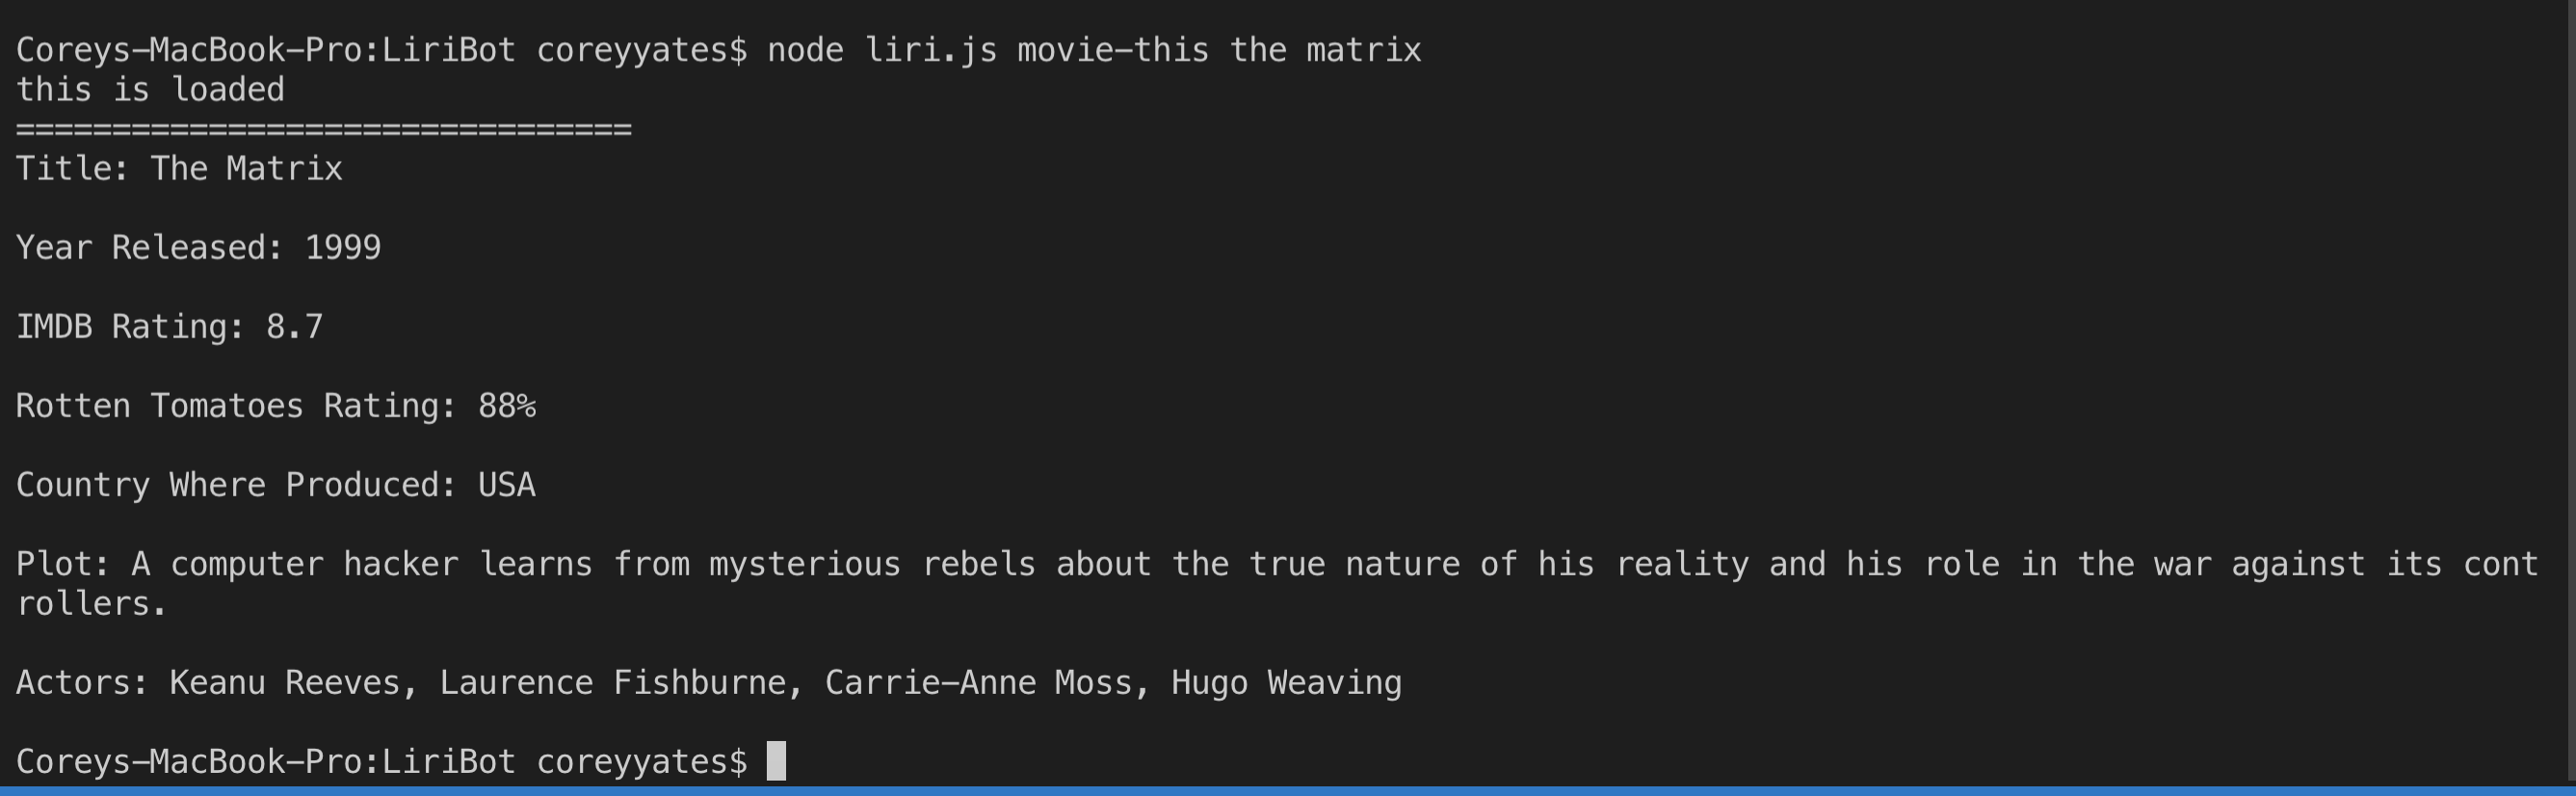 Coreys-MacBook-Pro:LiriBot coreyyates$ node liri.js movie-this the matrix
this is loaded
================================
Title: The Matrix
Year Released: 1999
IMDB Rating: 8.7
Rotten Tomatoes Rating: 88%
Country Where Produced: USA
Plot: A computer hacker learns from mysterious rebels about the true nature of his reality and his role in the war against its cont
rollers.
Actors: Keanu Reeves, Laurence Fishburne, Carrie-Anne Moss, Hugo Weaving
Coreys-MacBook-Pro:LiriBot coreyyates$